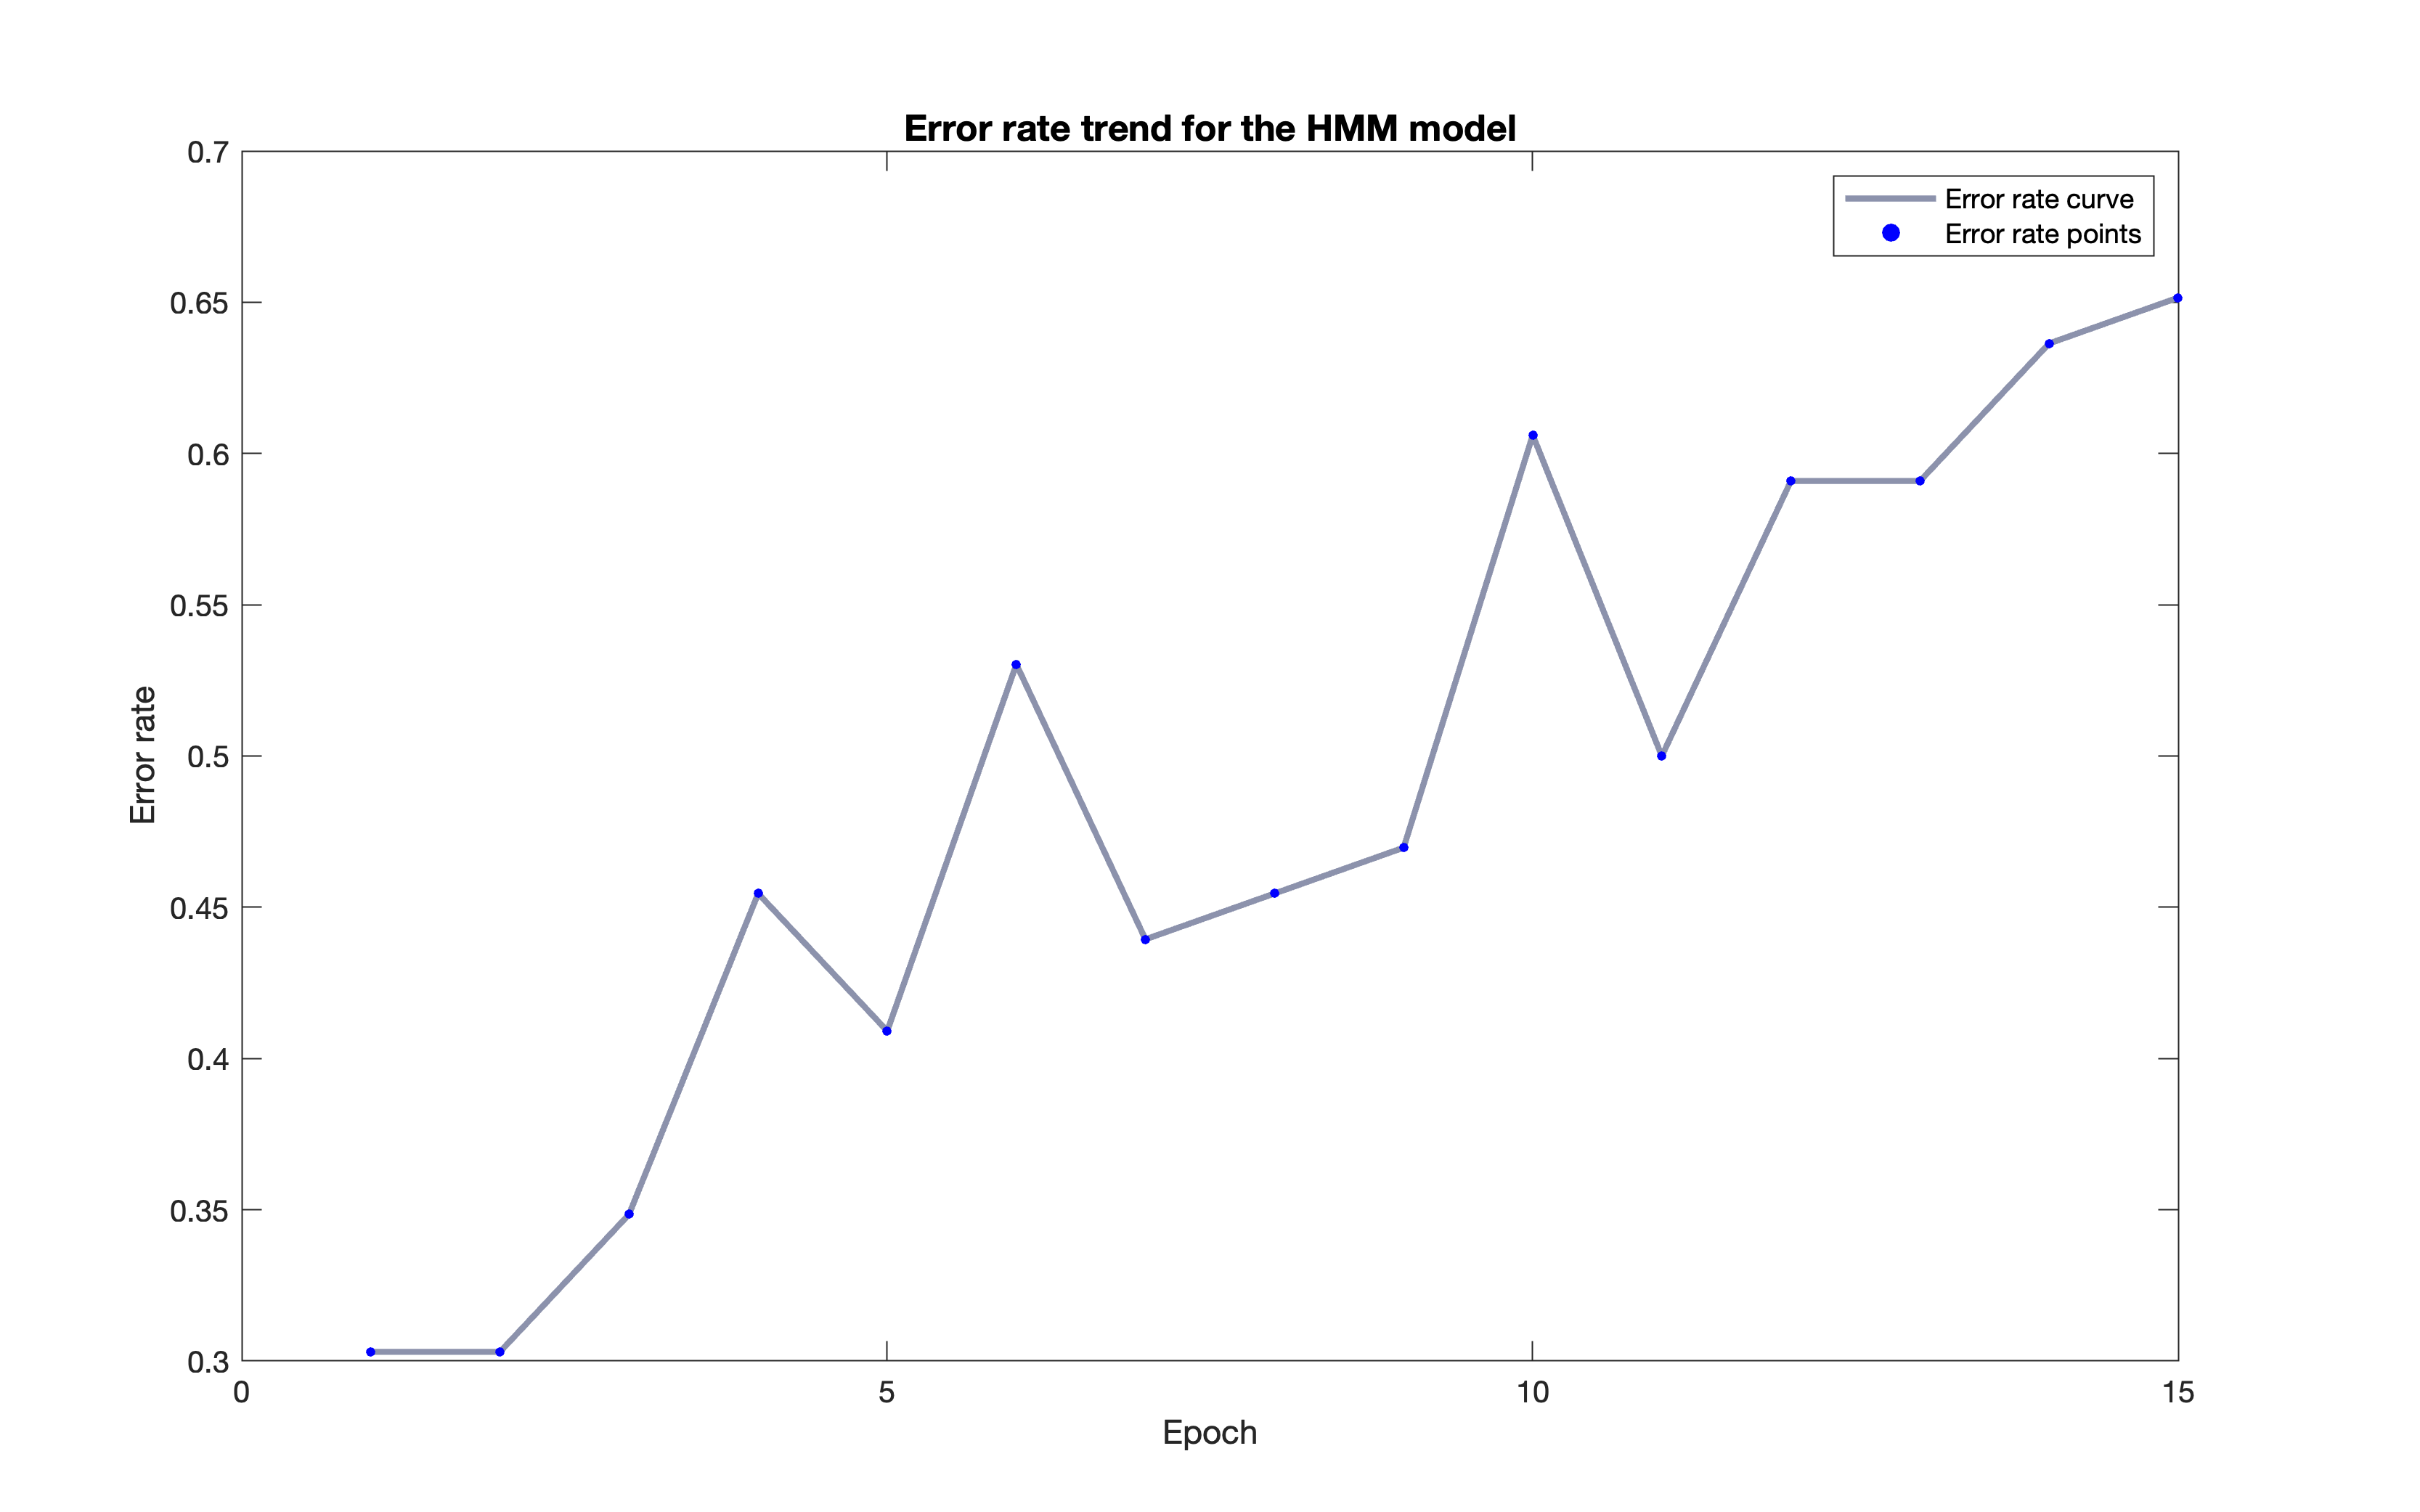 Error rate trend for the HMM model
0.7
0.65
0.6
0.55
0.5
0.45
0.4
0.35
0.3
Error rate
Error rate curve
Error rate points
0 5 10 15
Epoch